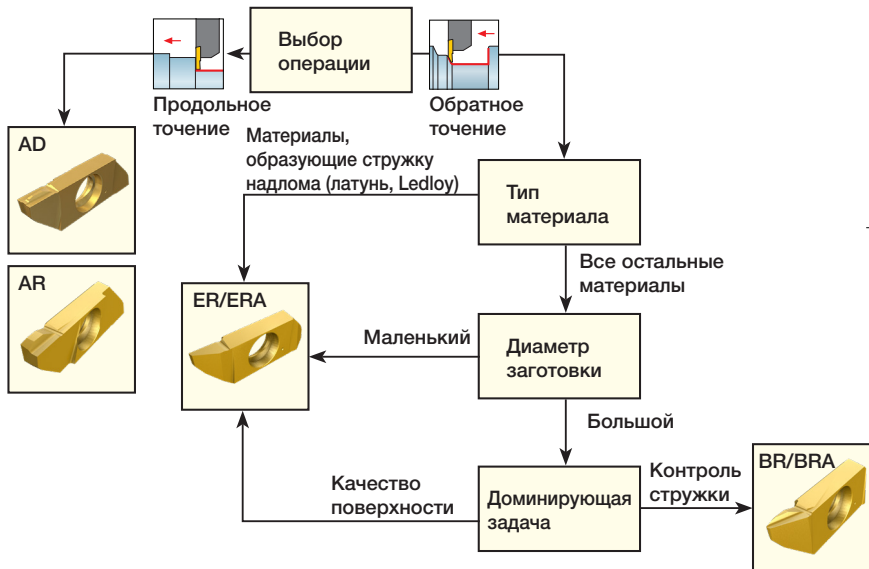 Выбор
операции
Продольное
точение
Обратное
точение
AD
Материалы,
образующие стружку
надлома (латунь, Ledloy)
Тип
материала
Все остальные
материалы
AR
ER/ERA
Маленький
Диаметр
заготовки
Большой
Качество
поверхности
Доминирующая
задача
Контроль
стружки
BR/BRA